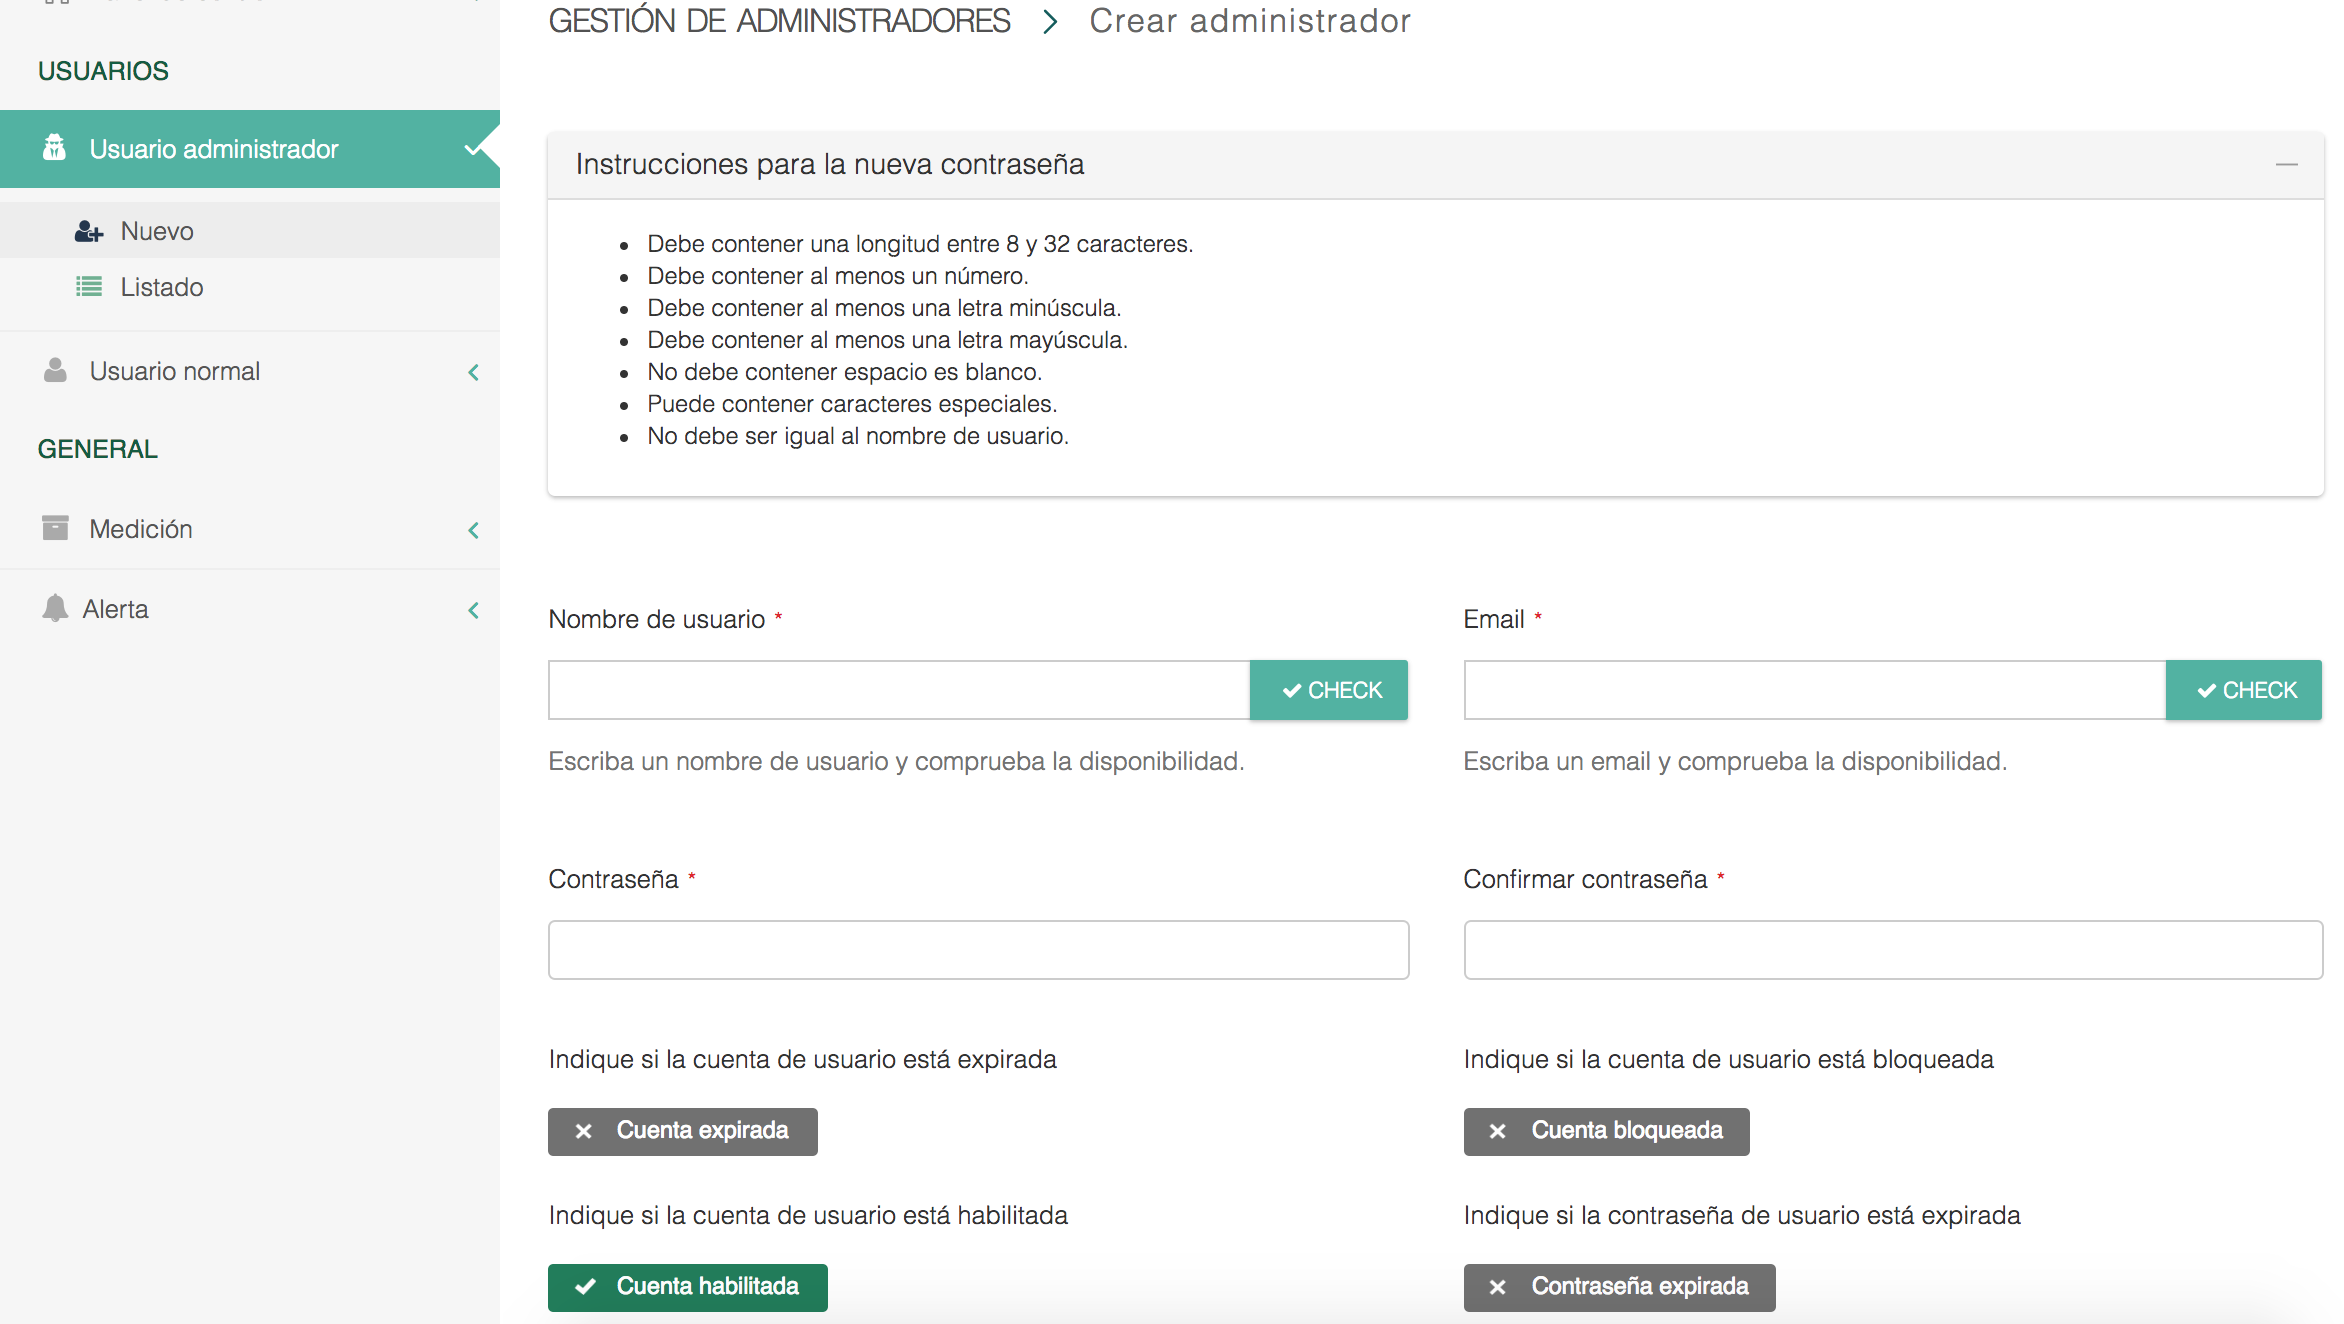 GESTIÓN DE ADMINISTRADORES > Crear administrador
USUARIOS
Usuario administrador
Nuevo
Listado
Usuario normal
GENERAL
Medición
Alerta
Instrucciones para la nueva contraseña
• Debe contener una longitud entre 8 y 32 caracteres.
• Debe contener al menos un número.
• Debe contener al menos una letra minúscula.
• Debe contener al menos una letra mayúscula.
• No debe contener espacio es blanco.
• Puede contener caracteres especiales.
• No debe ser igual al nombre de usuario.
Nombre de usuario *
CHECK
Escriba un nombre de usuario y comprueba la disponibilidad.
Email *
CHECK
Escriba un email y comprueba la disponibilidad.
Contraseña *
Confirmar contraseña *
Indique si la cuenta de usuario está expirada
Cuenta expirada
Indique si la cuenta de usuario está bloqueada
Cuenta bloqueada
Indique si la cuenta de usuario está habilitada
Cuenta habilitada
Indique si la contraseña de usuario está expirada
Contraseña expirada